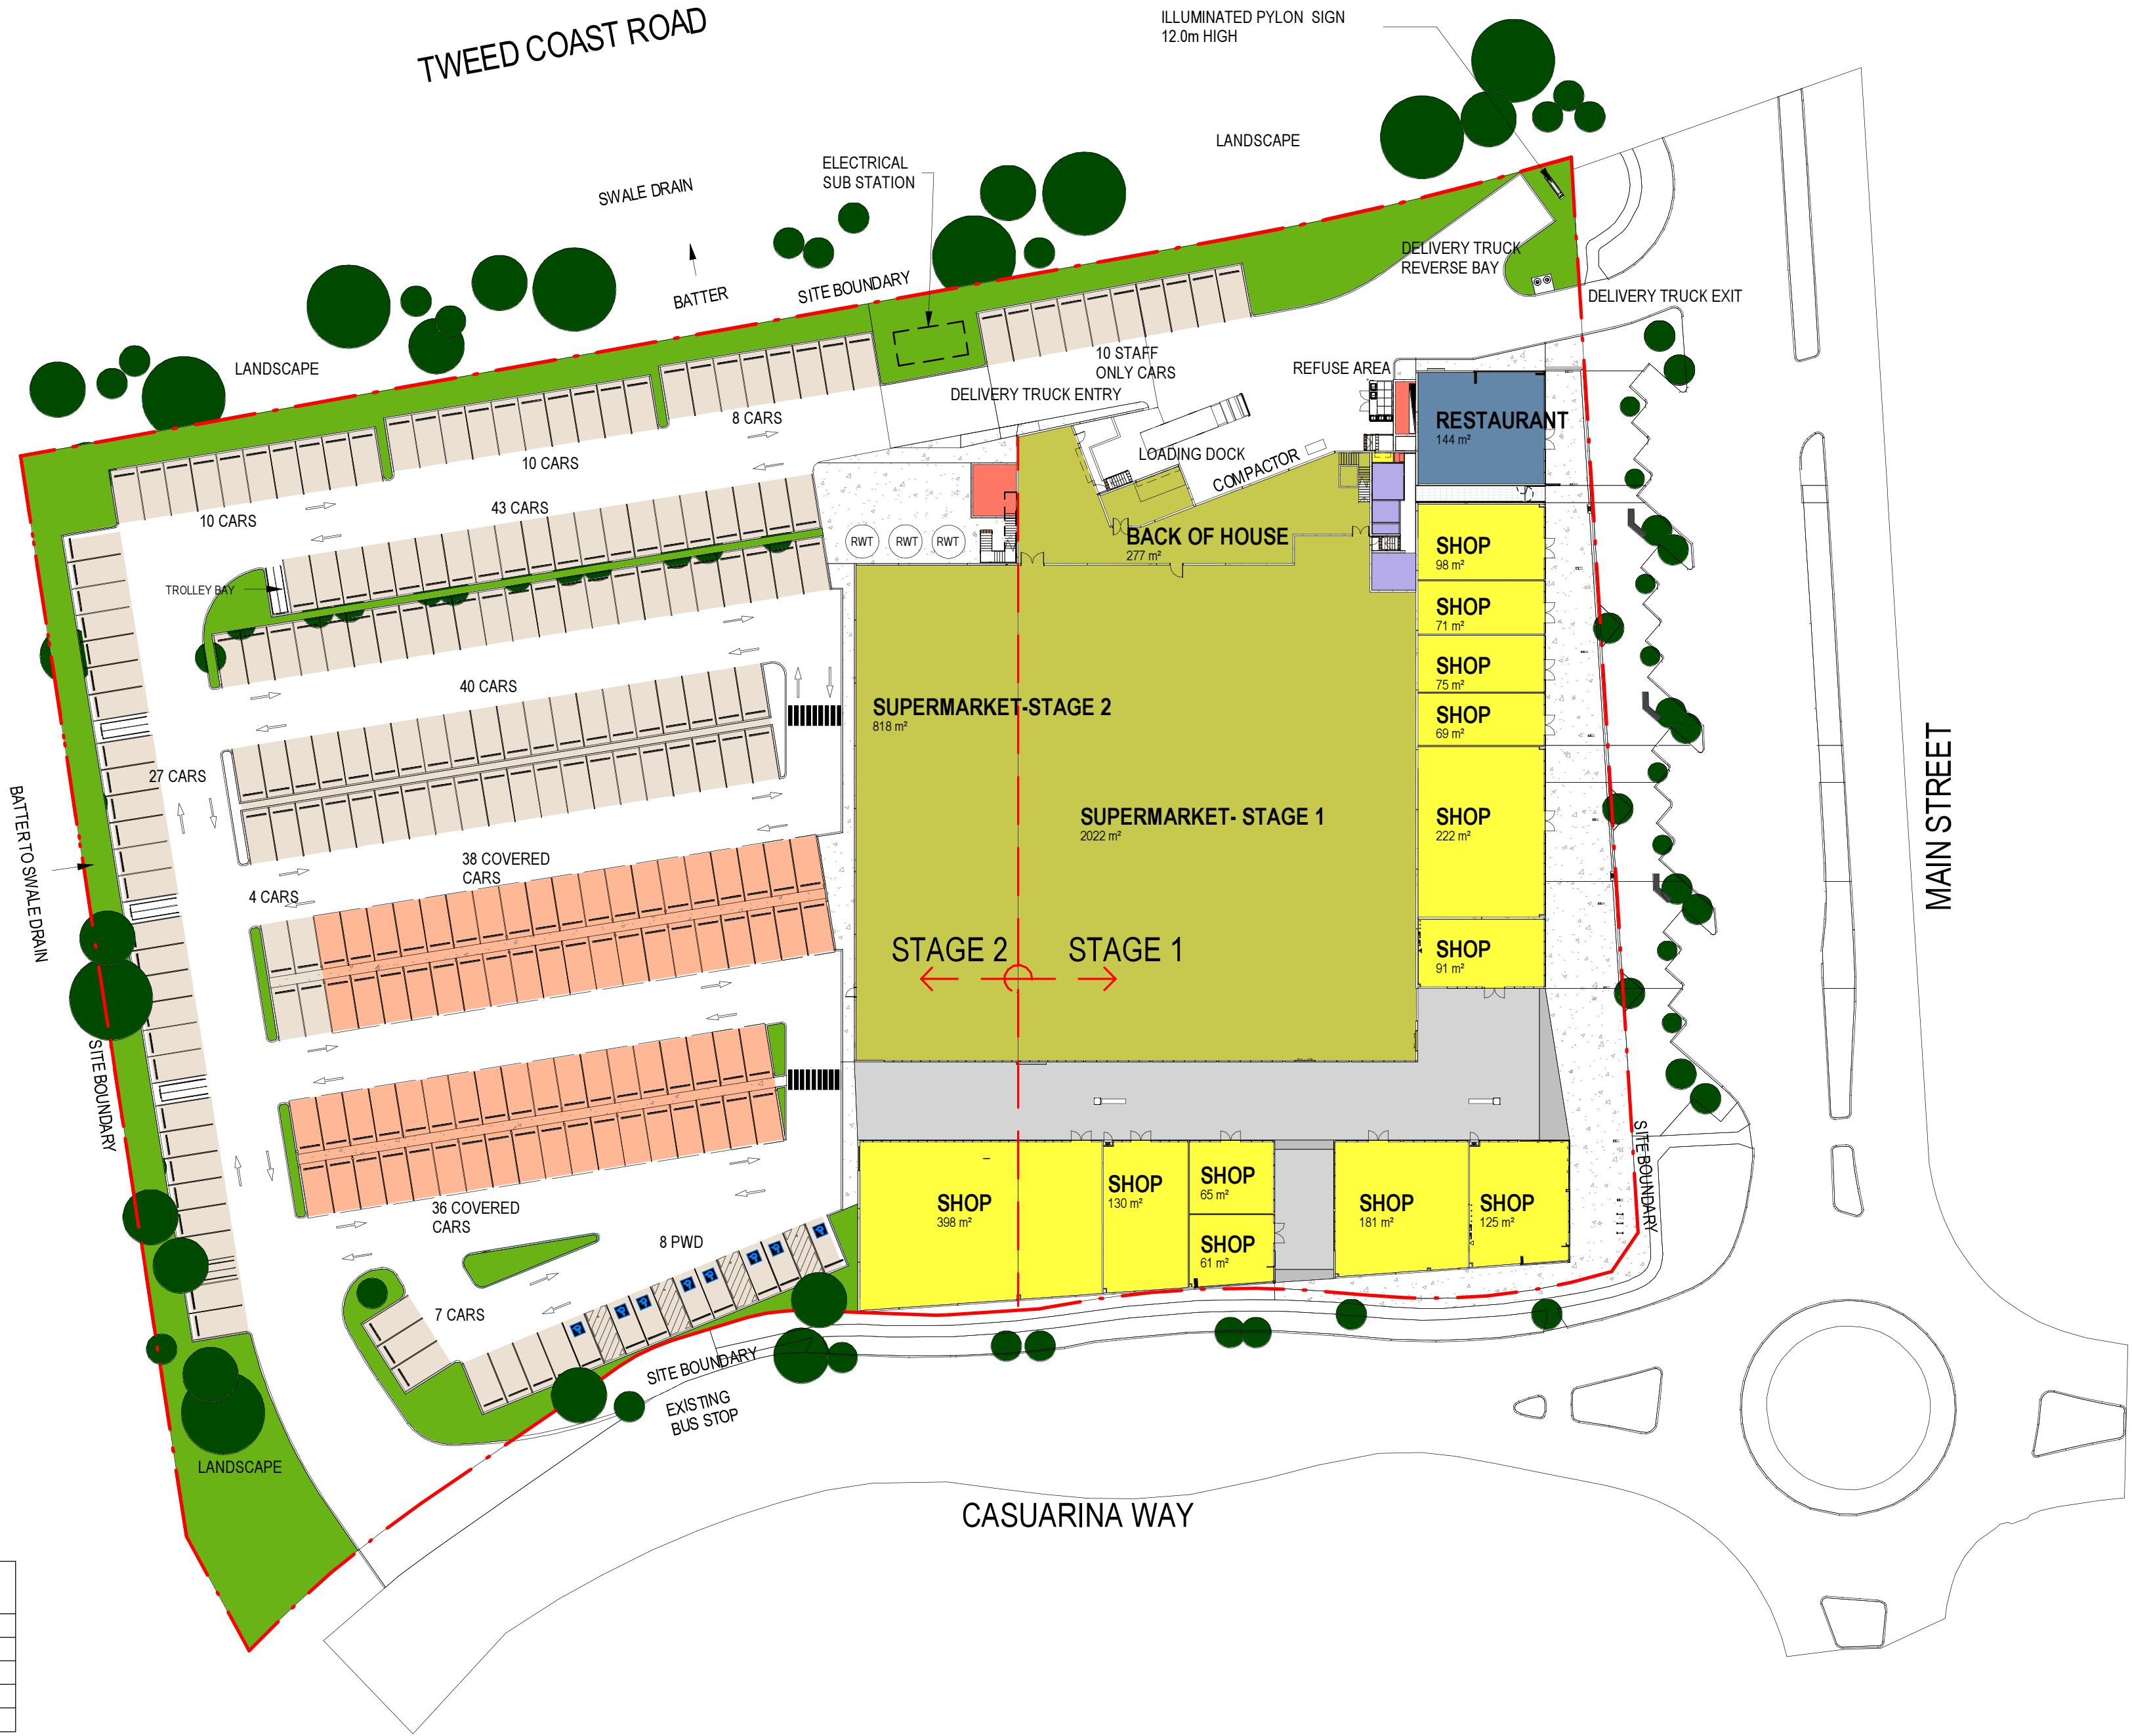 TWEED COAST ROAD
ILLUMINATED PYLON SIGN
12.0m HIGH
LANDSCAPE
ELECTRICAL
SUB STATION
SWALE DRAIN
BATTER
SITE BOUNDARY
DELIVERY TRUCK
REVERSE BAY
DELIVERY TRUCK EXIT
LANDSCAPE
10 STAFF
ONLY CARS
REFUSE AREA
DELIVERY TRUCK ENTRY
8 CARS
RESTAURANT
144 m²
LOADING DOCK
COMPACTOR
10 CARS
10 CARS
43 CARS
RWT
RWT
RWT
BACK OF HOUSE
277 m²
SHOP
98 m²
TROLLEY BAY
SHOP
71 m²
SHOP
75 m²
40 CARS
SUPERMARKET-STAGE 2
818 m²
SHOP
69 m²
27 CARS
SUPERMARKET- STAGE 1
2022 m²
SHOP
222 m²
MAIN STREET
BATTER TO SWALE DRAIN
38 COVERED
CARS
4 CARS
STAGE 2
STAGE 1
SHOP
91 m²
SITE BOUNDARY
SITE BOUNDARY
SHOP
398 m²
SHOP
130 m²
SHOP
65 m²
SHOP
181 m²
SHOP
125 m²
36 COVERED
CARS
8 PWD
SHOP
61 m²
7 CARS
SITE BOUNDARY
EXISTING
BUS STOP
LANDSCAPE
CASUARINA WAY